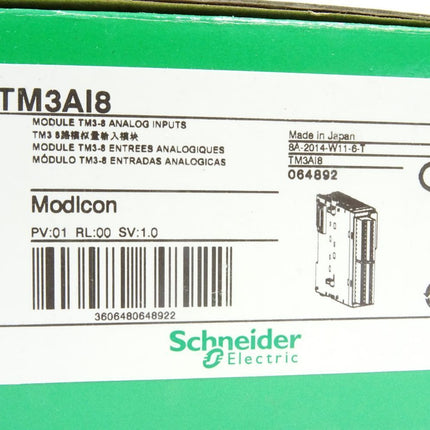 TM3AI8
MODULE TM3-8 ANALOG INPUTS
TM3 8路模拟量输入模块
MODULE TM3-8 ENTREES ANALOGIQUES
MÓDULO TM3-8 ENTRADAS ANALOGICAS
Made in Japan
8A-2014-W11-6-T
TM3AI8
064892
Modicon
PV:01 RL:00 SV:1.0
3606480648922
Schneider
Electric